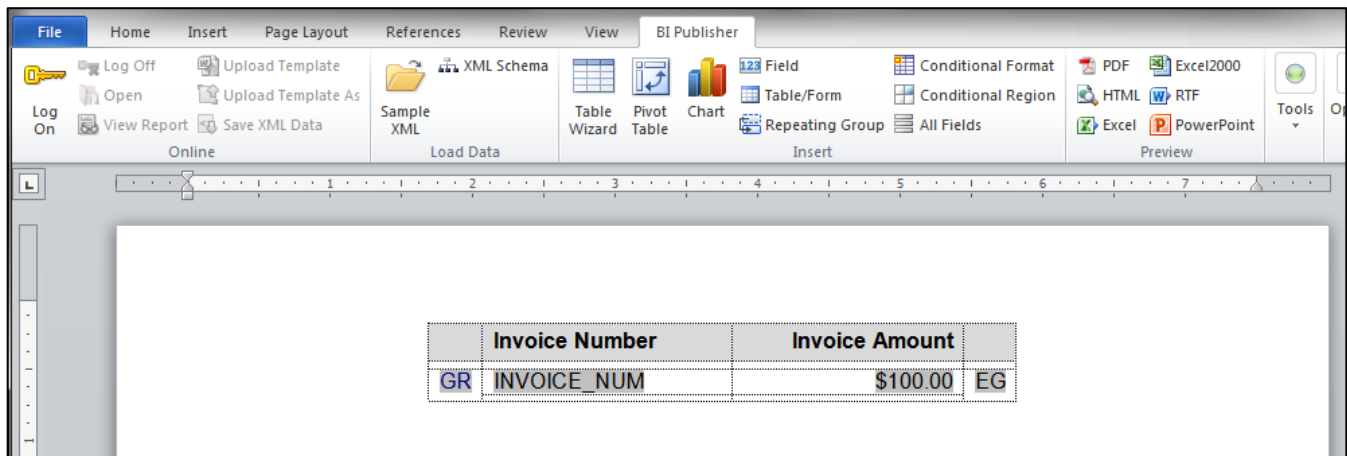 File Home Insert Page Layout References Review View BI Publisher
Log Off Upload Template XML Schema 123 Field Conditional Format PDF Excel2000
Open Upload Template As Table/Form Conditional Region HTML W RTF
Log On View Report Save XML Data Sample XML Table Wizard Pivot Table Chart Repeating Group All Fields Excel P PowerPoint Tools
Online Load Data Insert Preview
L 1 2 3 4 5 6 7
Invoice Number Invoice Amount
GR INVOICE_NUM $100.00 EG
1